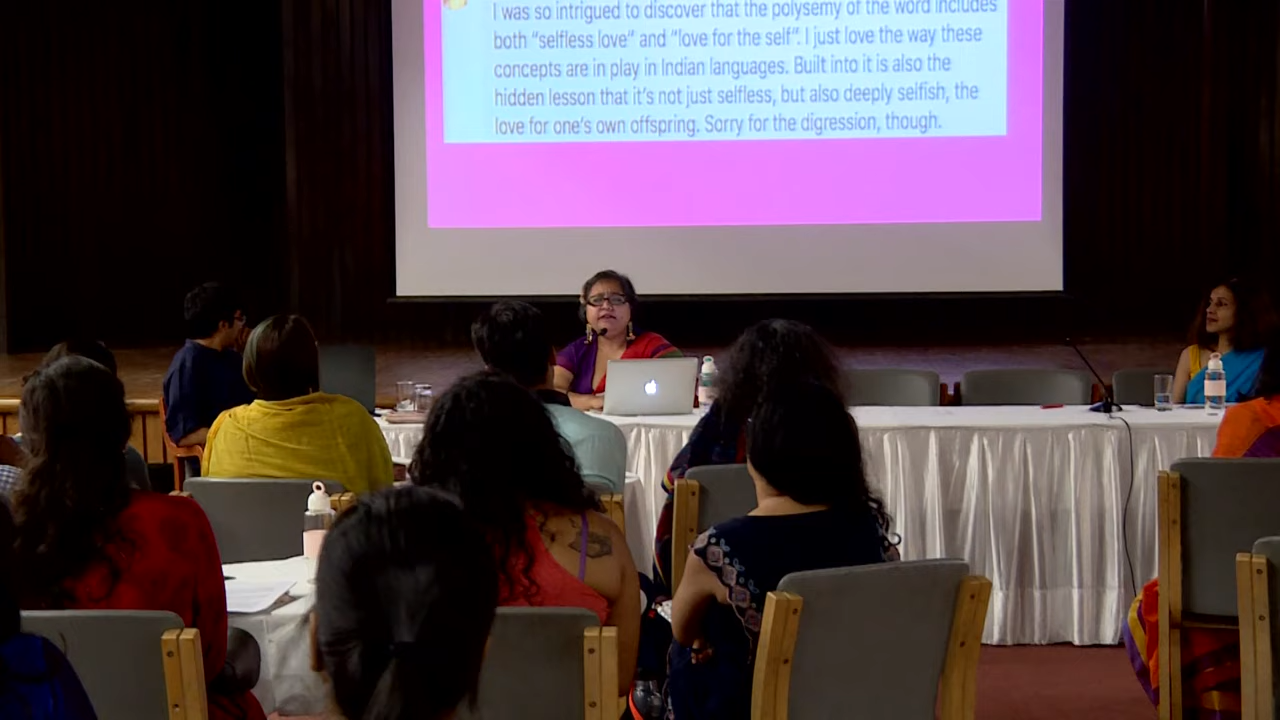 I was so intrigued to discover that the polysemy of the word includes
both “selfless love” and “love for the self”. I just love the way these
concepts are in play in Indian languages. Built into it is also the
hidden lesson that it’s not just selfless, but also deeply selfish, the
love for one’s own offspring. Sorry for the digression, though.